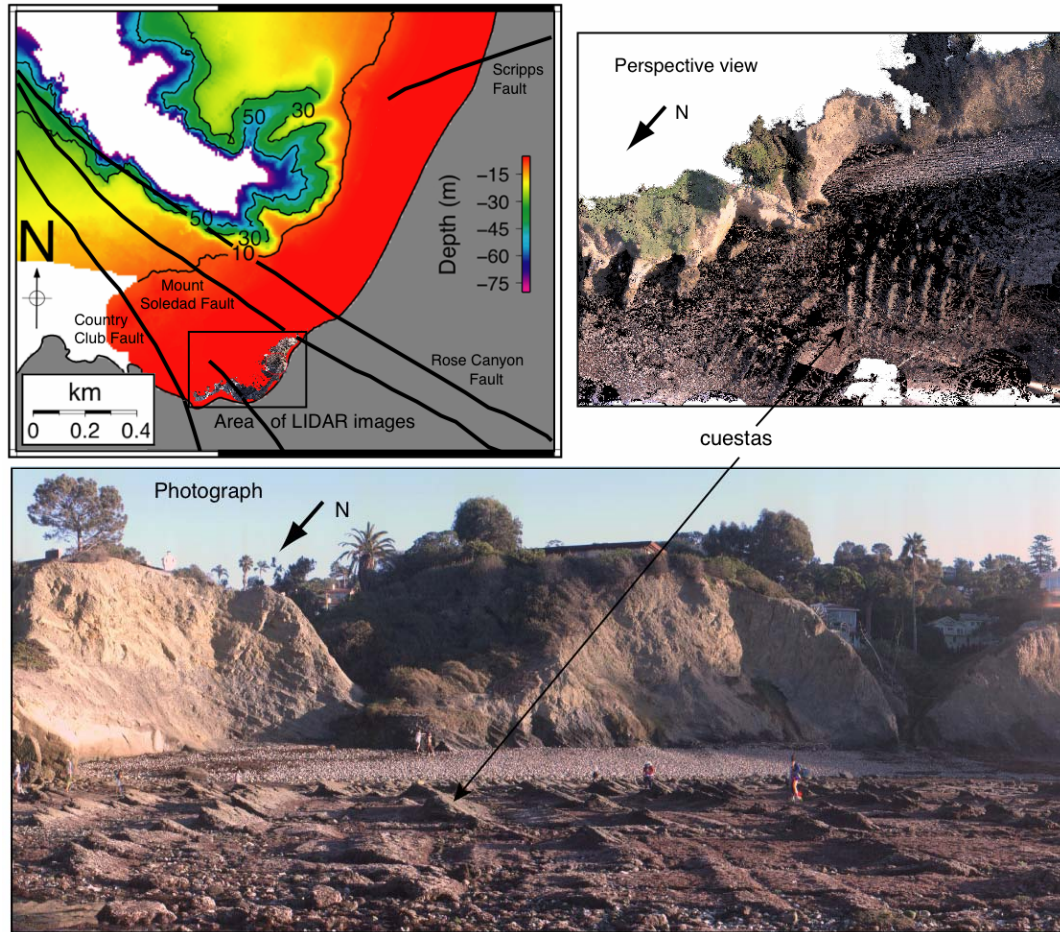 Scripps
Fault
50
30
Depth (m)
−15
−30
−45
−60
−75
50
30
10
N
Mount
Soledad Fault
Country
Club Fault
Rose Canyon
Fault
km
0 0.2 0.4
Area of LIDAR images
Perspective view
N
cuestas
Photograph
N